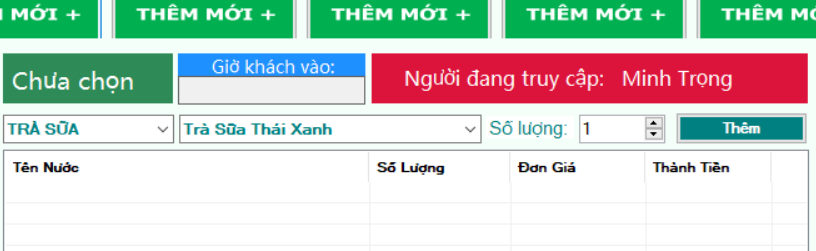 MỚI +
THÊM MỚI +
THÊM MỚI +
THÊM MỚI +
THÊM
Chưa chọn
Giờ khách vào:
Người đang truy cập: Minh Trọng
TRÀ SỮA
Trà Sữa Thái Xanh
Số lượng: 1
Thêm
Tên Nước
Số Lượng
Đơn Giá
Thành Tiền